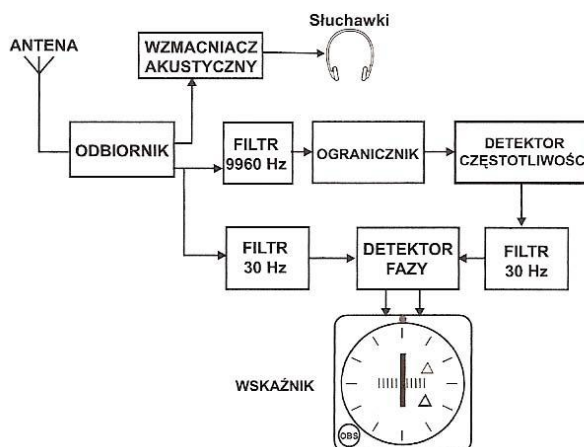 Słuchawki
ANTENA
WZMACNIACZ
AKUSTYCZNY
ODBIORNIK
FILTR
9960 Hz
OGRANICZNIK
DETEKTOR
CZĘSTOTLIWOŚCI
FILTR
30 Hz
DETEKTOR
FAZY
FILTR
30 Hz
WSKAŹNIK
OBS